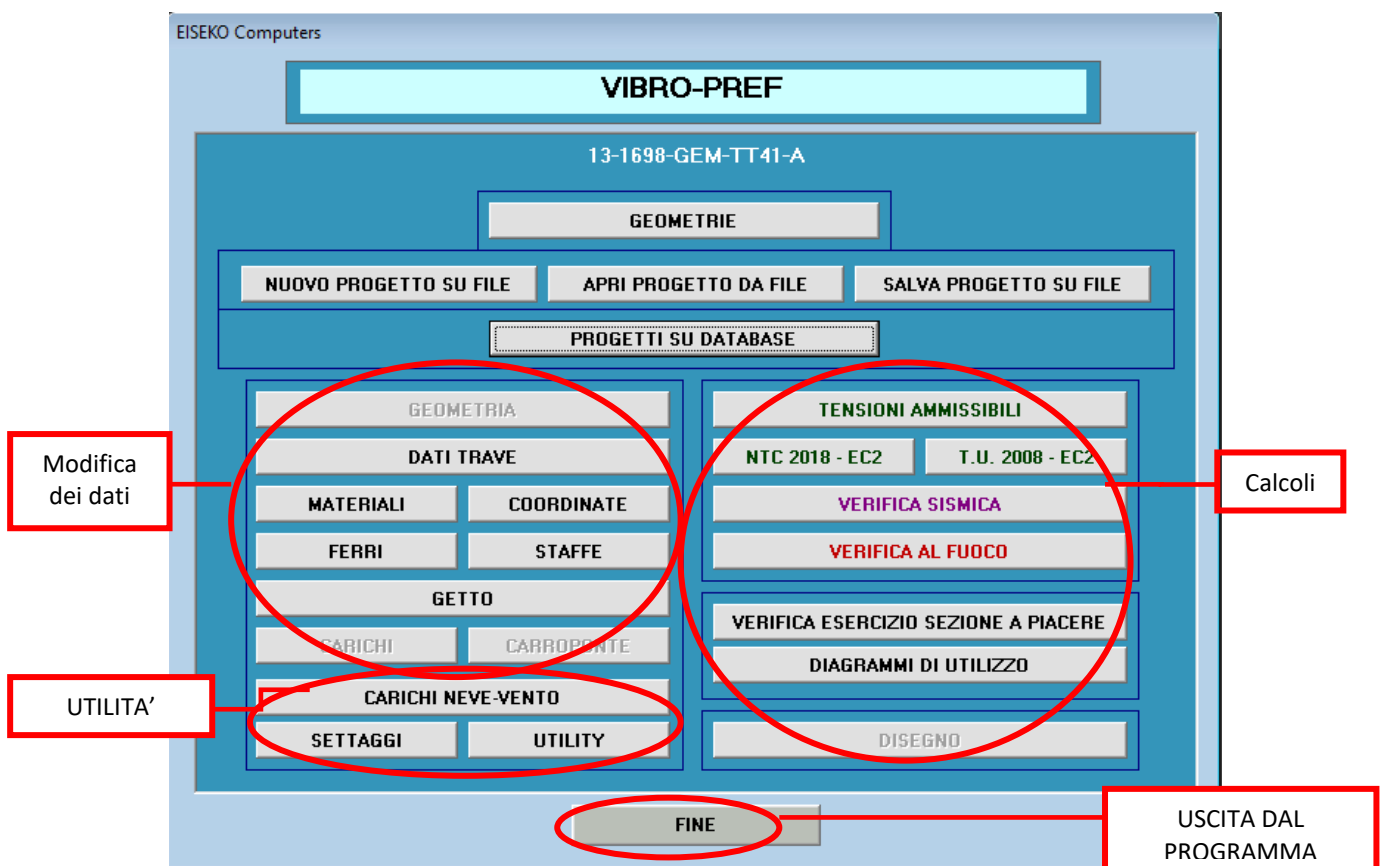 EISEKO Computers
VIBRO-PREF
13-1698-GEM-TT41-A
GEOMETRIE
NUOVO PROGETTO SU FILE
APRI PROGETTO DA FILE
SALVA PROGETTO SU FILE
PROGETTI SU DATABASE
Modifica
dei dati
UTILITA’
GEOMETRIA
DATI TRAVE
MATERIALI
COORDINATE
FERRI
STAFFE
GETTO
CARICHI
CARROPONTE
CARICHI NEVE-VENTO
SETTAGGI
UTILITY
TENSIONI AMMISSIBILI
NTC 2018 - EC2
T.U. 2008 - EC2
VERIFICA SISMICA
VERIFICA AL FUOCO
VERIFICA ESERCIZIO SEZIONE A PIACERE
DIAGRAMMI DI UTILIZZO
DISEGNO
Calcoli
FINE
USCITA DAL
PROGRAMMA